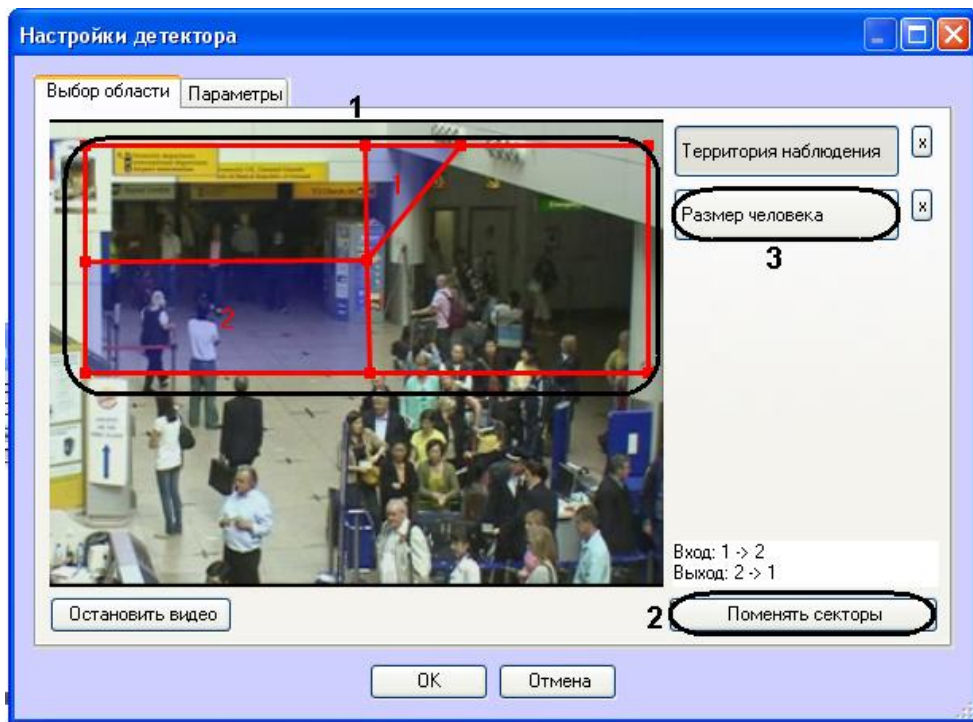 Настройки детектора
Выбор области
Параметры
1
1
2
Территория наблюдения
x
Размер человека
x
3
Вход: 1 -> 2
Выход: 2 -> 1
Остановить видео
2
Поменять секторы
OK
Отмена